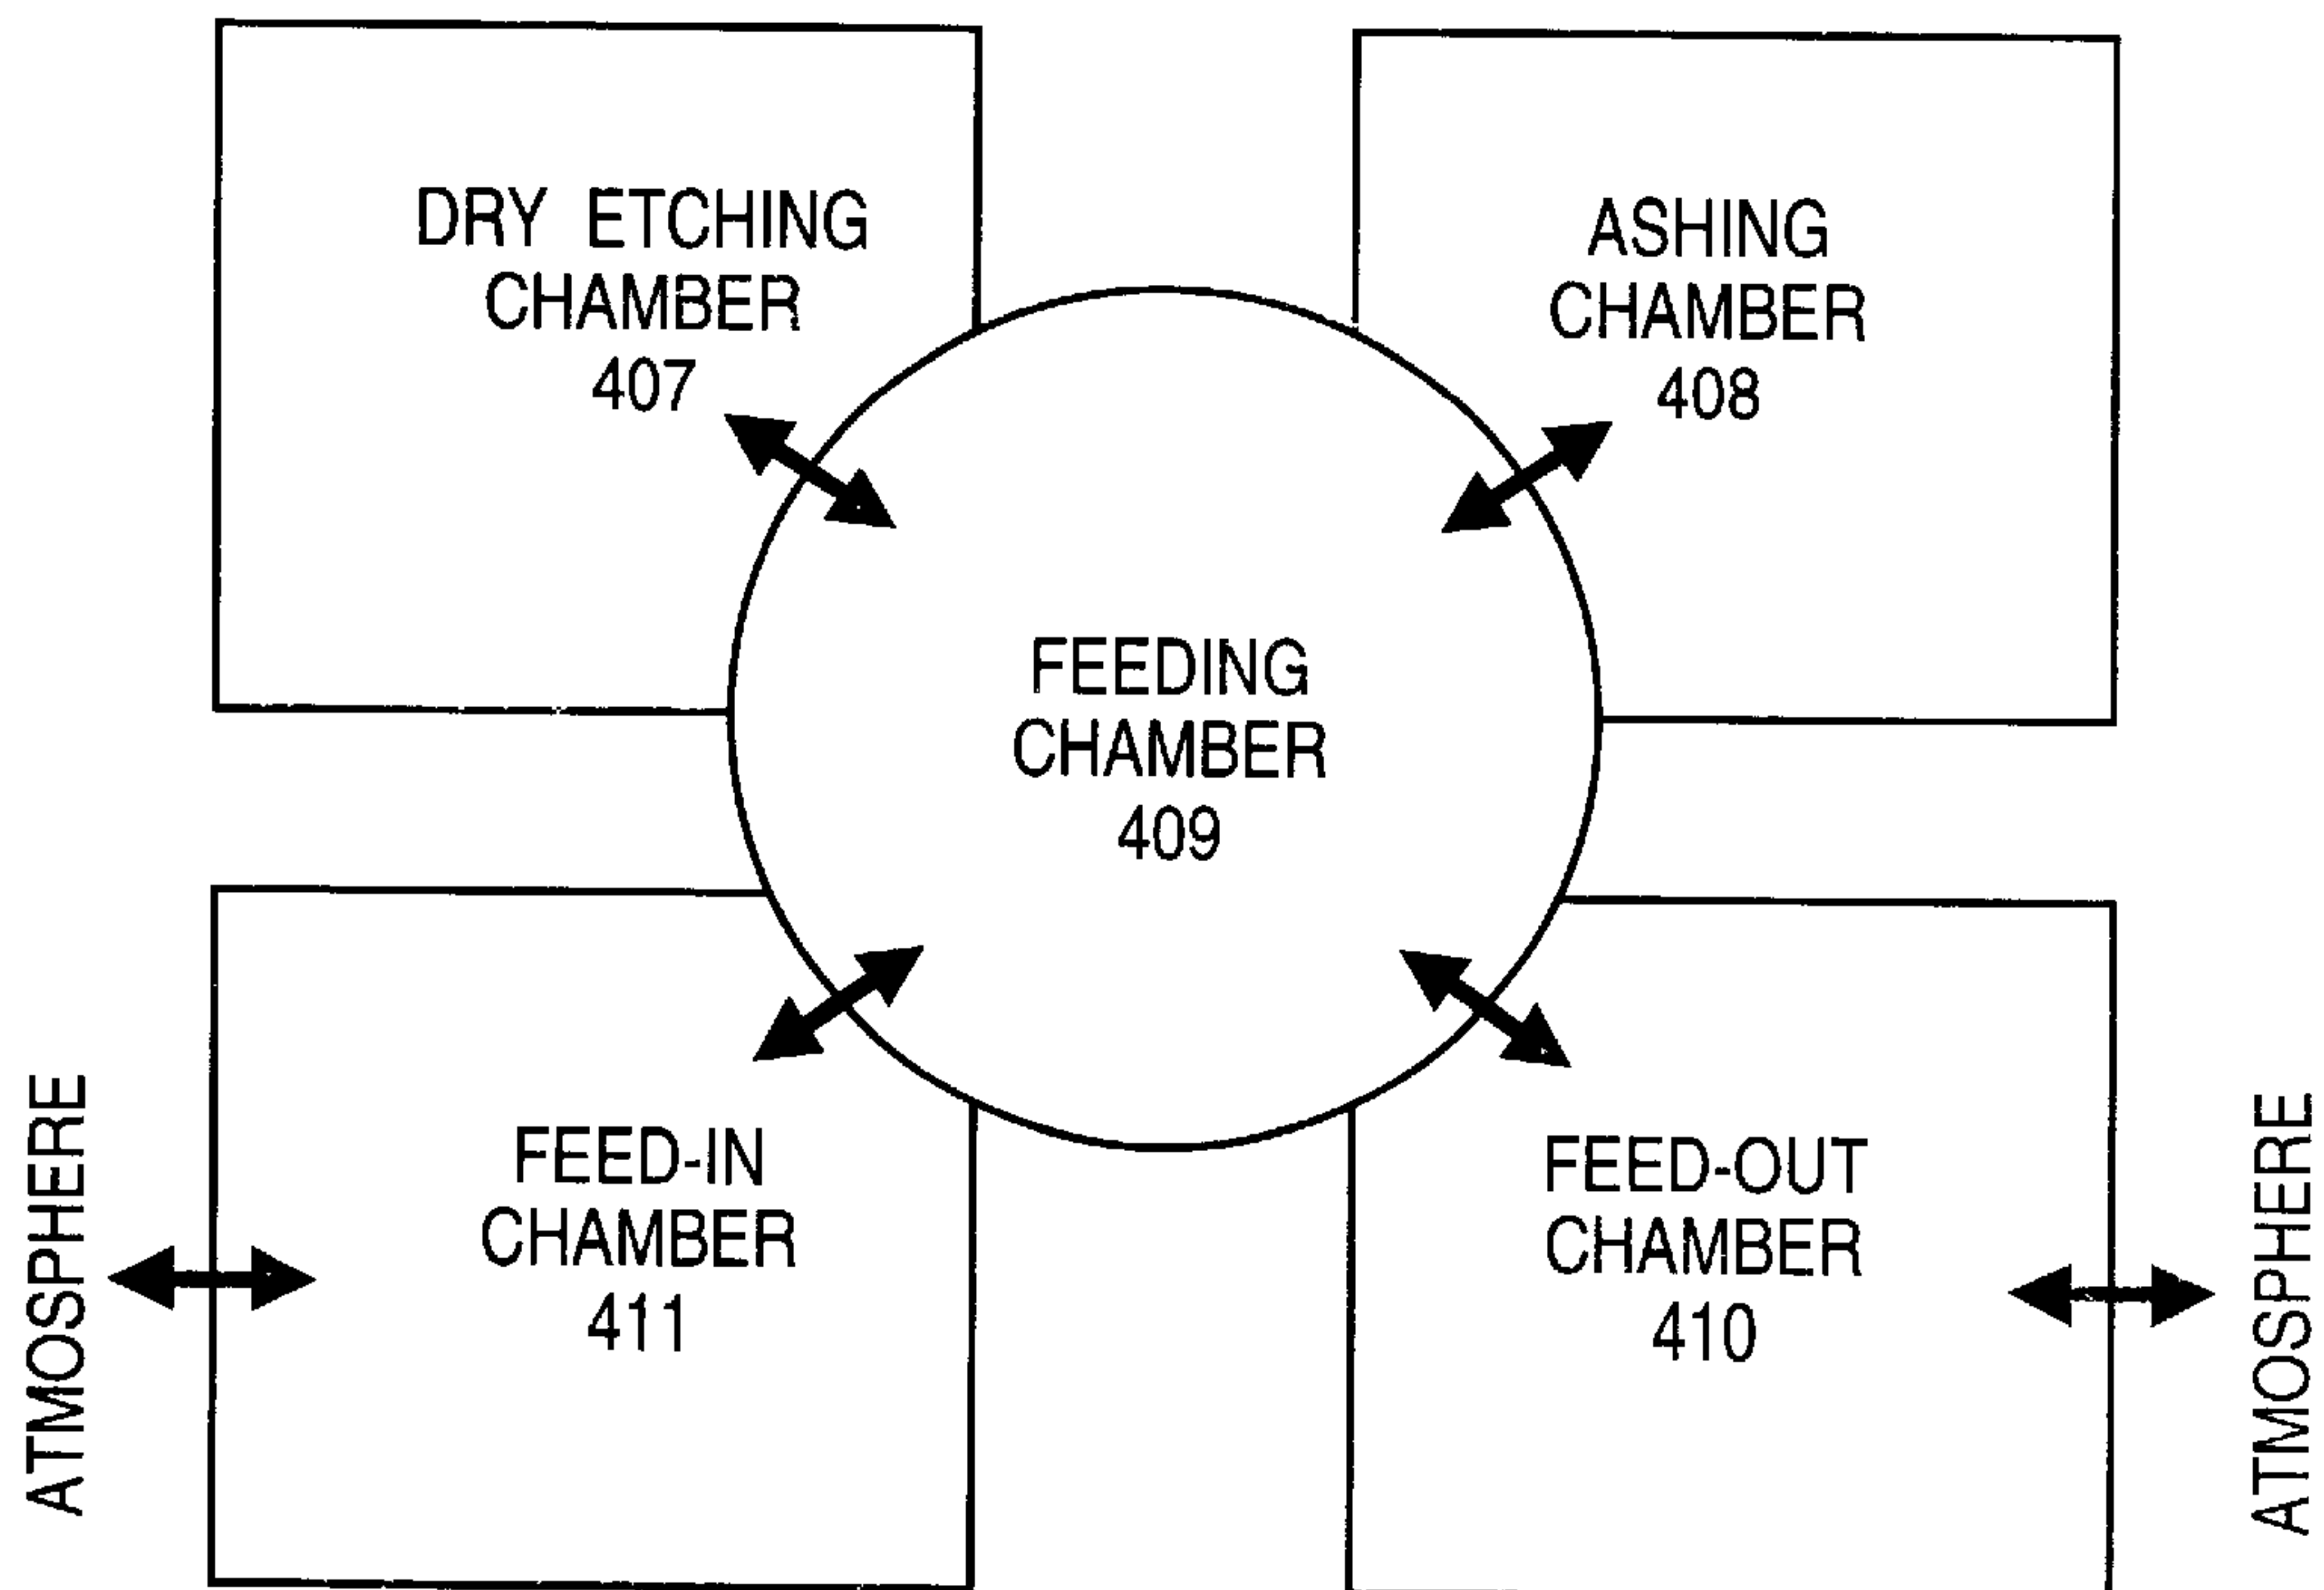 DRY ETCHING
CHAMBER
407
ASHING
CHAMBER
408
FEEDING
CHAMBER
409
ATMOSPHERE
FEED-IN
CHAMBER
411
FEED-OUT
CHAMBER
410
ATMOSPHERE